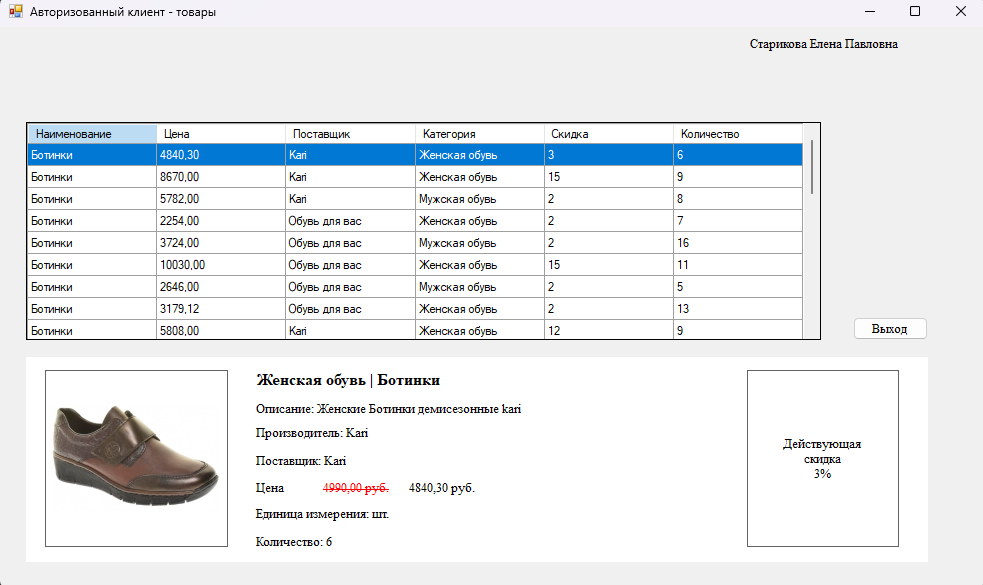 Авторизованный клиент - товары
Старикова Елена Павловна
Наименование Цена Поставщик Категория Скидка Количество
Ботинки 4840,30 Kari Женская обувь 3 6
Ботинки 8670,00 Kari Женская обувь 15 9
Ботинки 5782,00 Kari Мужская обувь 2 8
Ботинки 2254,00 Обувь для вас Женская обувь 2 7
Ботинки 3724,00 Обувь для вас Мужская обувь 2 16
Ботинки 10030,00 Обувь для вас Женская обувь 15 11
Ботинки 2646,00 Обувь для вас Мужская обувь 2 5
Ботинки 3179,12 Обувь для вас Женская обувь 2 13
Ботинки 5808,00 Kari Женская обувь 12 9
Выход
Женская обувь | Ботинки
Описание: Женские Ботинки демисезонные kari
Производитель: Kari
Поставщик: Kari
Цена 4990,00 руб. 4840,30 руб.
Единица измерения: шт.
Количество: 6
Действующая
скидка
3%